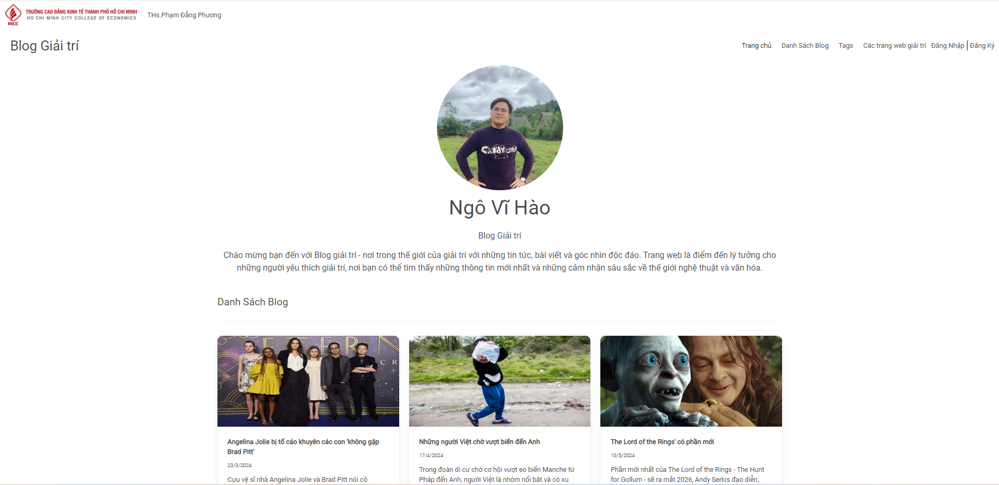 TRƯỜNG CAO ĐẲNG KINH TẾ THÀNH PHỐ HỒ CHÍ MINH
HO CHI MINH CITY COLLEGE OF ECONOMICS
HCE
THs.Phạm Đẳng Phương
Blog Giải trí
Trang chủ
Danh Sách Blog
Tags
Các trang web giải trí
Đăng Nhập
Đăng Ký
Ngô Vĩ Hào
Blog Giải trí
Chào mừng bạn đến với Blog giải trí - nơi trong thế giới của giải trí với những tin tức, bài viết và góc nhìn độc đáo. Trang web là điểm đến lý tưởng cho
những người yêu thích giải trí, nơi bạn có thể tìm thấy những thông tin mới nhất và những cảm nhận sâu sắc về thế giới nghệ thuật và văn hóa.
Danh Sách Blog
Angelina Jolie bị tố cáo khuyên các con 'không gặp
Brad Pitt'
23/3/2024
Cựu vệ sĩ nhà Angelina Jolie và Brad Pitt nói cô
Những người Việt chờ vượt biển đến Anh
17/4/2024
Trong đoàn di cư chờ cơ hội vượt eo biển Manche từ
Pháp đến Anh, người Việt là nhóm nổi bật và có xu
The Lord of the Rings' có phần mới
10/5/2024
Phần mới nhất của The Lord of the Rings - The Hunt
for Gollum - sẽ ra mắt 2026, Andy Serkis đạo diễn,